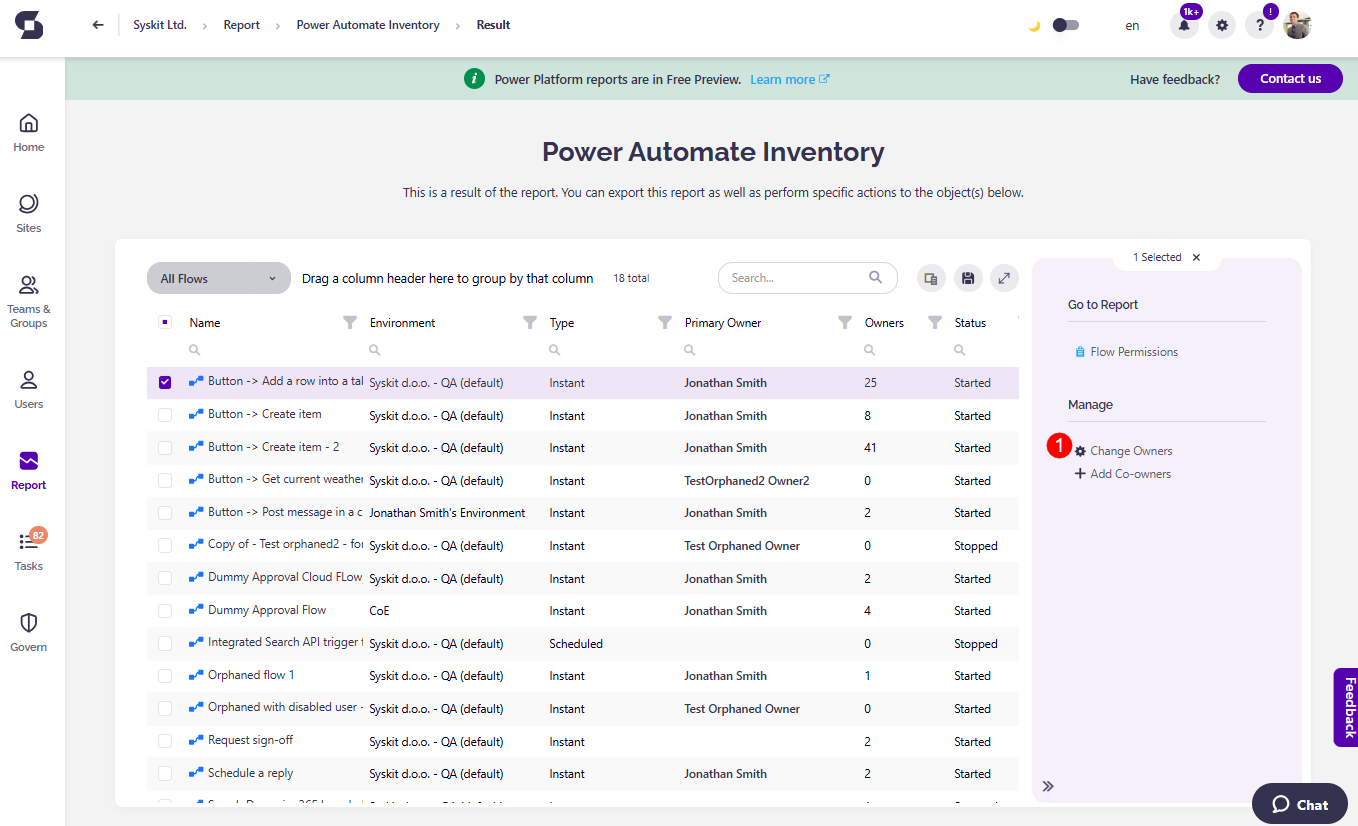 Syskit Ltd. › Report › Power Automate Inventory › Result
en
1k+
?
!
i Power Platform reports are in Free Preview. Learn more
Have feedback? Contact us
Home
Sites
Teams &
Groups
Users
Report
82
Tasks
Govern
Power Automate Inventory
This is a result of the report. You can export this report as well as perform specific actions to the object(s) below.
All Flows Drag a column header here to group by that column 18 total Search...
Name Environment Type Primary Owner Owners Status
Button -> Add a row into a tal Syskit d.o.o. - QA (default) Instant Jonathan Smith 25 Started
Button -> Create item Syskit d.o.o. - QA (default) Instant Jonathan Smith 8 Started
Button -> Create item - 2 Syskit d.o.o. - QA (default) Instant Jonathan Smith 41 Started
Button -> Get current weather Syskit d.o.o. - QA (default) Instant TestOrphaned2 Owner2 0 Started
Button -> Post message in a c Jonathan Smith's Environment Instant Jonathan Smith 2 Started
Copy of - Test orphaned2 - for Syskit d.o.o. - QA (default) Instant Test Orphaned Owner 0 Stopped
Dummy Approval Cloud FLow Syskit d.o.o. - QA (default) Instant Jonathan Smith 2 Started
Dummy Approval Flow CoE Instant Jonathan Smith 4 Started
Integrated Search API trigger Syskit d.o.o. - QA (default) Scheduled 0 Stopped
Orphaned flow 1 Syskit d.o.o. - QA (default) Instant Jonathan Smith 1 Started
Orphaned with disabled user - Syskit d.o.o. - QA (default) Instant Test Orphaned Owner 0 Started
Request sign-off Syskit d.o.o. - QA (default) Instant 2 Started
Schedule a reply Syskit d.o.o. - QA (default) Instant Jonathan Smith 2 Started
1 Selected ×
Go to Report
Flow Permissions
Manage
1 Change Owners
+ Add Co-owners
Feedback
Chat